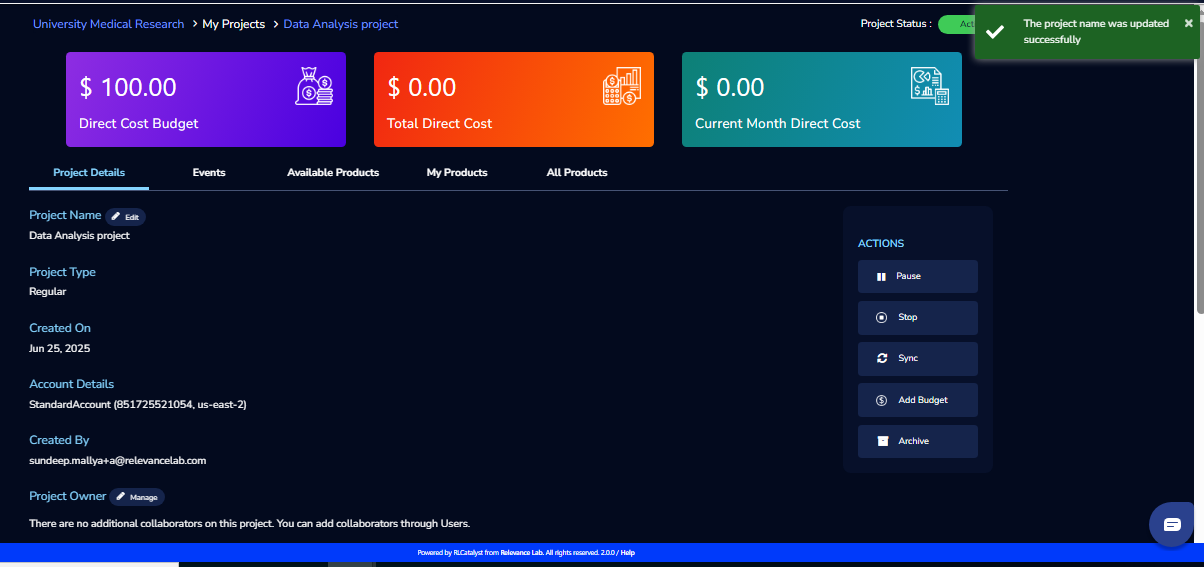 University Medical Research > My Projects > Data Analysis project
Project Status :
The project name was updated
successfully
$ 100.00
Direct Cost Budget
$ 0.00
Total Direct Cost
$ 0.00
Current Month Direct Cost
Project Details
Events
Available Products
My Products
All Products
Project Name Edit
Data Analysis project
Project Type
Regular
Created On
Jun 25, 2025
Account Details
StandardAccount (851725521054, us-east-2)
Created By
sundeep.mallya+a@relevancelab.com
Project Owner Manage
There are no additional collaborators on this project. You can add collaborators through Users.
ACTIONS
Pause
Stop
Sync
Add Budget
Archive
Powered by RLCatalyst from Relevance Lab. All rights reserved. 2.0.0 / Help